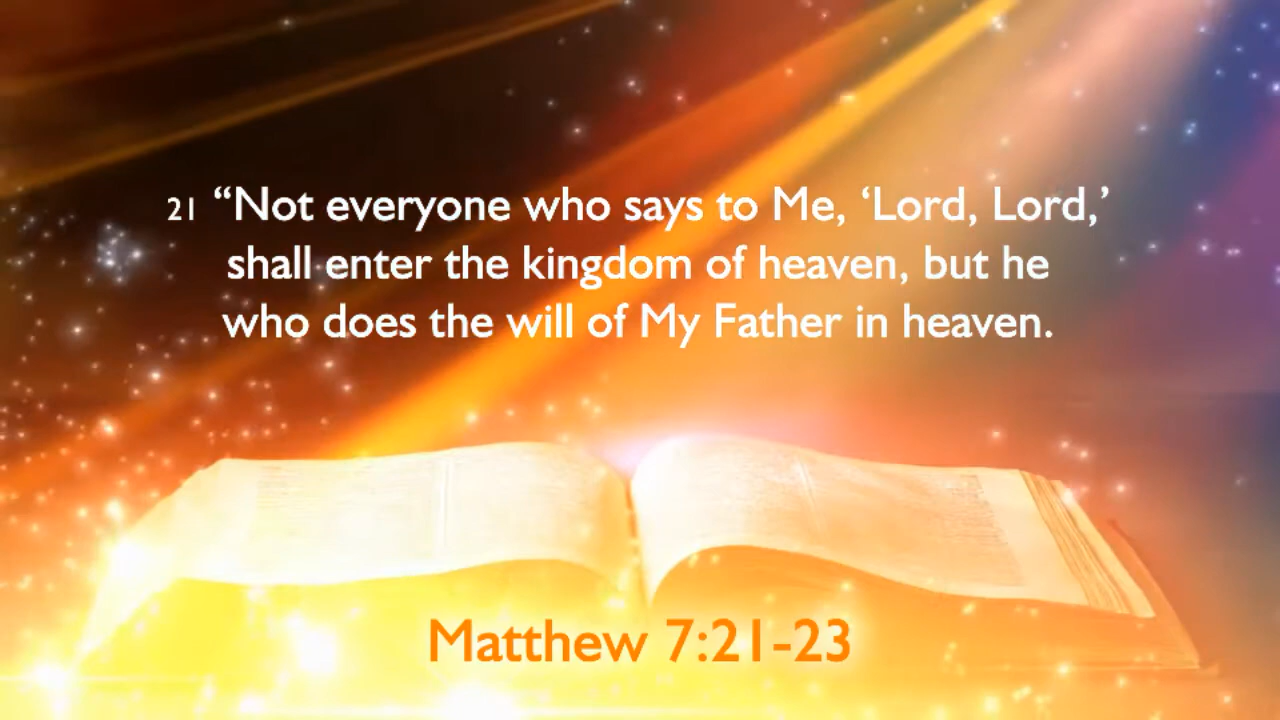 21 “Not everyone who says to Me, ‘Lord, Lord,’
shall enter the kingdom of heaven, but he
who does the will of My Father in heaven.
Matthew 7:21-23